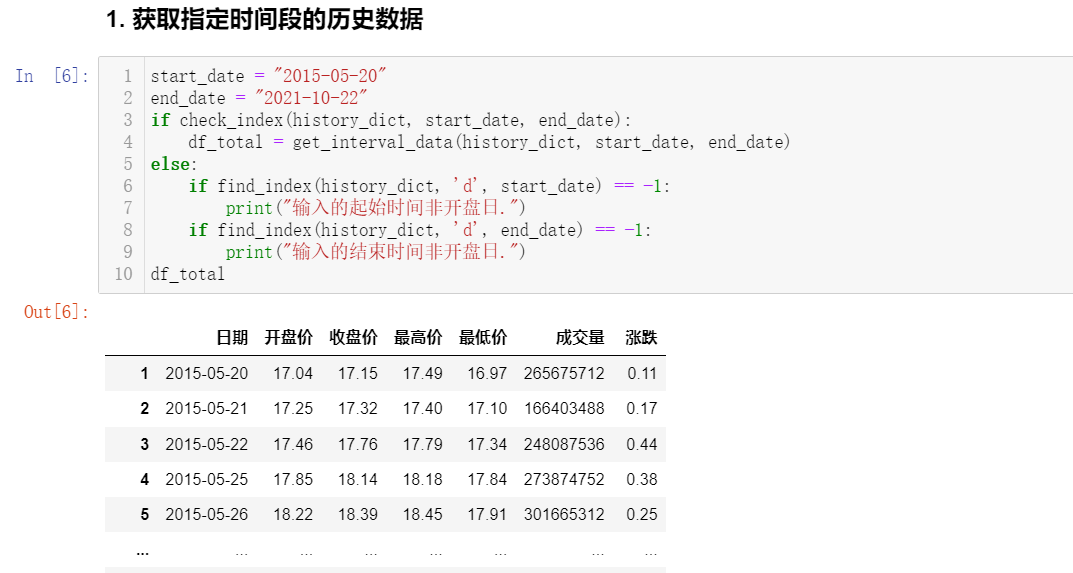 1. 获取指定时间段的历史数据
In [6]:
1 start_date = "2015-05-20"
2 end_date = "2021-10-22"
3 if check_index(history_dict, start_date, end_date):
4 df_total = get_interval_data(history_dict, start_date, end_date)
5 else:
6 if find_index(history_dict, 'd', start_date) == -1:
7 print("输入的起始时间非开盘日.")
8 if find_index(history_dict, 'd', end_date) == -1:
9 print("输入的结束时间非开盘日.")
10 df_total
Out[6]:
日期 开盘价 收盘价 最高价 最低价 成交量 涨跌
1 2015-05-20 17.04 17.15 17.49 16.97 265675712 0.11
2 2015-05-21 17.25 17.32 17.40 17.10 166403488 0.17
3 2015-05-22 17.46 17.76 17.79 17.34 248087536 0.44
4 2015-05-25 17.85 18.14 18.18 17.84 273874752 0.38
5 2015-05-26 18.22 18.39 18.45 17.91 301665312 0.25
... ... ... ... ... ... ... ...